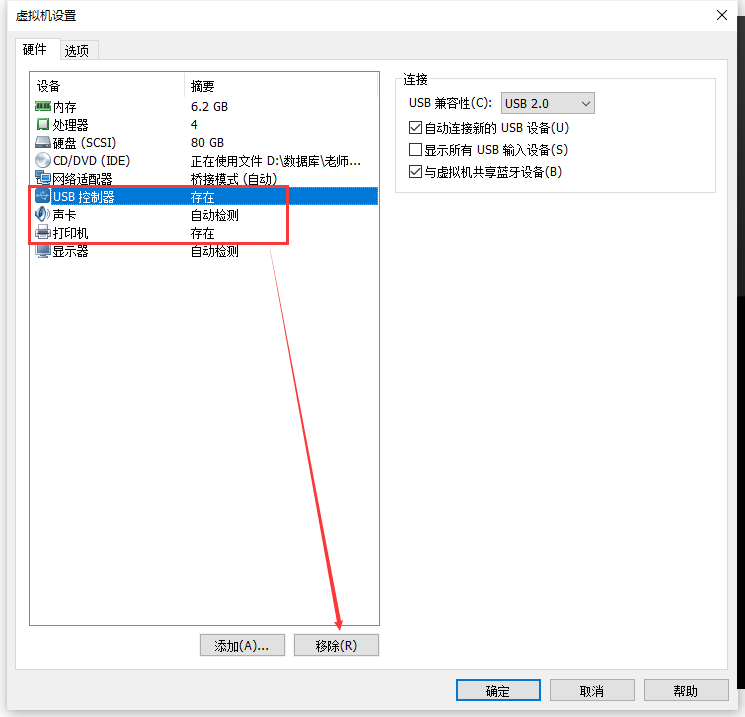 虚拟机设置
硬件 选项
设备 摘要
内存 6.2 GB
处理器 4
硬盘 (SCSI) 80 GB
CD/DVD (IDE) 正在使用文件 D:\数据库\老师...
网络适配器 桥接模式 (自动)
USB 控制器 存在
声卡 自动检测
打印机 存在
显示器 自动检测
添加(A)... 移除(R)
连接
USB 兼容性(C): USB 2.0
自动连接新的 USB 设备(U)
显示所有 USB 输入设备(S)
与虚拟机共享蓝牙设备(B)
确定 取消 帮助